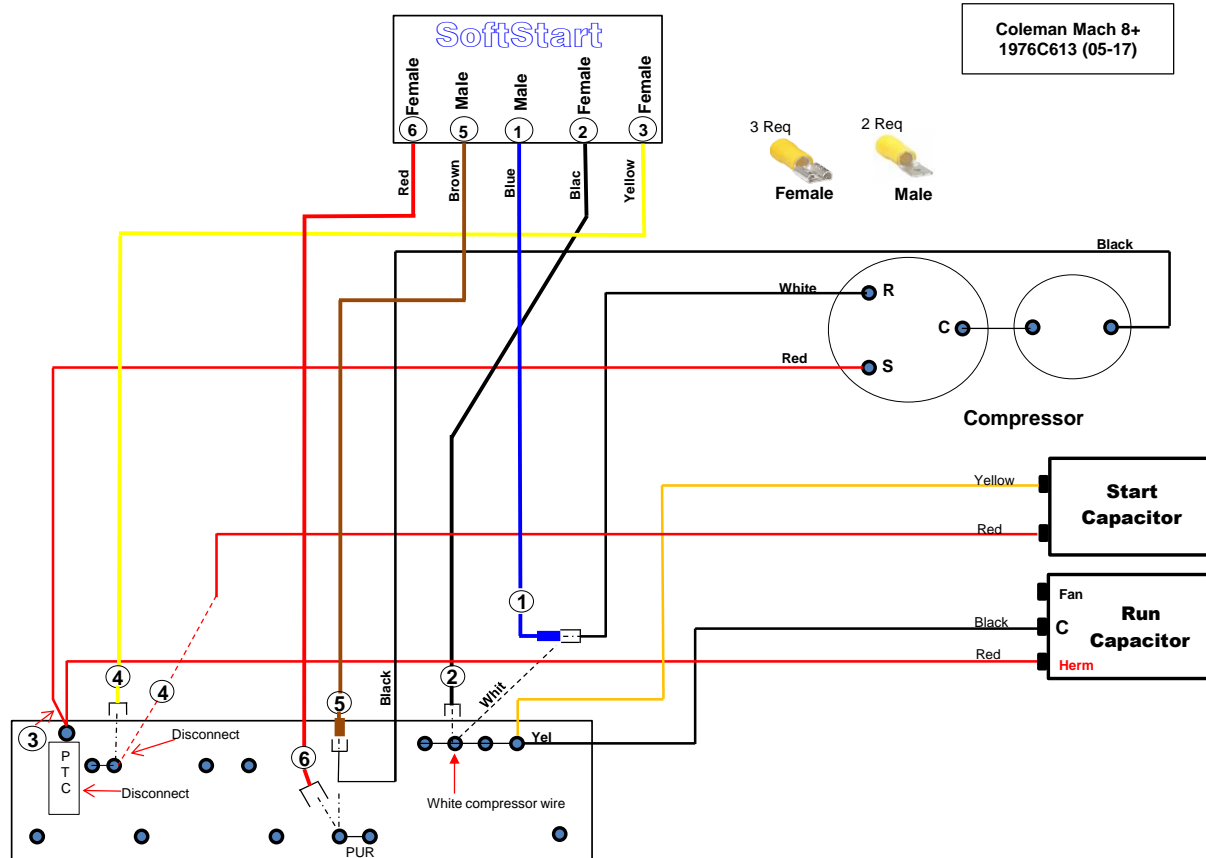 SoftStart
Coleman Mach 8+
1976C613 (05-17)
Female
Male
Male
Female
Female
6
5
1
2
3
3 Req
2 Req
Female
Male
Red
Brown
Blue
Blac
Yellow
Black
White
R
C
Red
S
Compressor
Yellow
Start
Capacitor
Red
1
Fan
Black
C
Run
Capacitor
Red
Herm
4
4
2
Whit
Black
5
3
Disconnect
Yel
6
P
T
C
Disconnect
White compressor wire
PUR